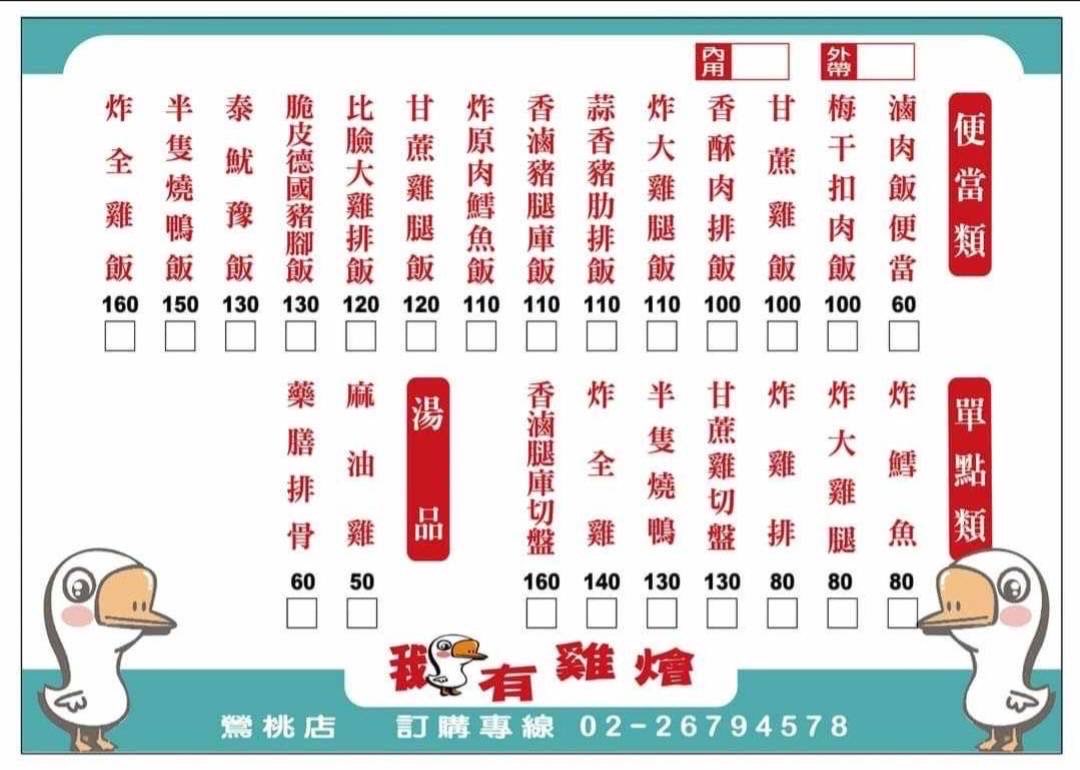 內用
外帶
便當類
滷肉飯便當 60
梅干扣肉飯 100
甘蔗雞飯 100
香酥肉排飯 100
炸大雞腿飯 110
蒜香豬肋排飯 110
香滷豬腿庫飯 110
炸原肉鱈魚飯 110
甘蔗雞腿飯 120
比臉大雞排飯 120
脆皮德國豬腳飯 130
泰魷豫飯 130
半隻燒鴨飯 150
炸全雞飯 160
單點類
炸鱈魚 80
炸大雞腿 80
炸雞排 80
甘蔗雞切盤 130
半隻燒鴨 130
炸全雞 140
香滷腿庫切盤 160
湯品
麻油雞 50
藥膳排骨 60
我有雞燴
鶯桃店 訂購專線 02-26794578